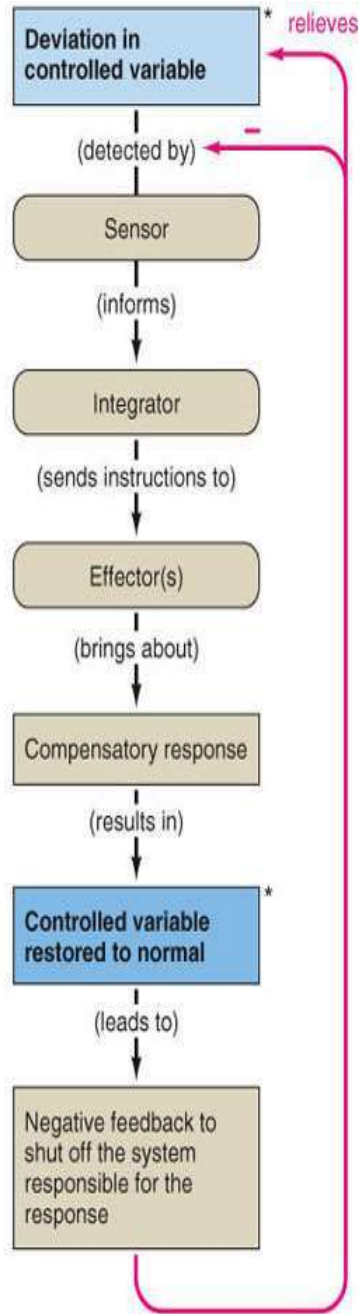 Deviation in
controlled variable
*
relieves
–
(detected by)
Sensor
(informs)
Integrator
(sends instructions to)
Effector(s)
(brings about)
Compensatory response
(results in)
*
Controlled variable
restored to normal
(leads to)
Negative feedback to
shut off the system
responsible for the
response